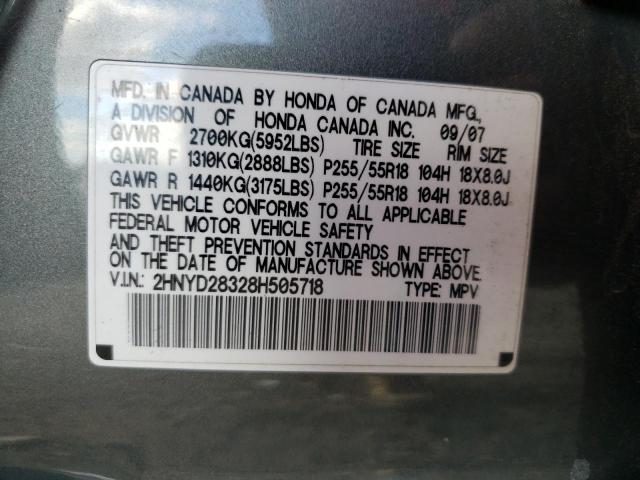 MFD. IN CANADA BY HONDA OF CANADA MFG.,
A DIVISION OF HONDA CANADA INC. 09/07
GVWR 2700KG(5952LBS) TIRE SIZE RIM SIZE
GAWR F 1310KG(2888LBS) P255/55R18 104H 18X8.0J
GAWR R 1440KG(3175LBS) P255/55R18 104H 18X8.0J
THIS VEHICLE CONFORMS TO ALL APPLICABLE
FEDERAL MOTOR VEHICLE SAFETY
AND THEFT PREVENTION STANDARDS IN EFFECT
ON THE DATE OF MANUFACTURE SHOWN ABOVE
V.I.N.: 2HNYD28328H505718 TYPE: MPV